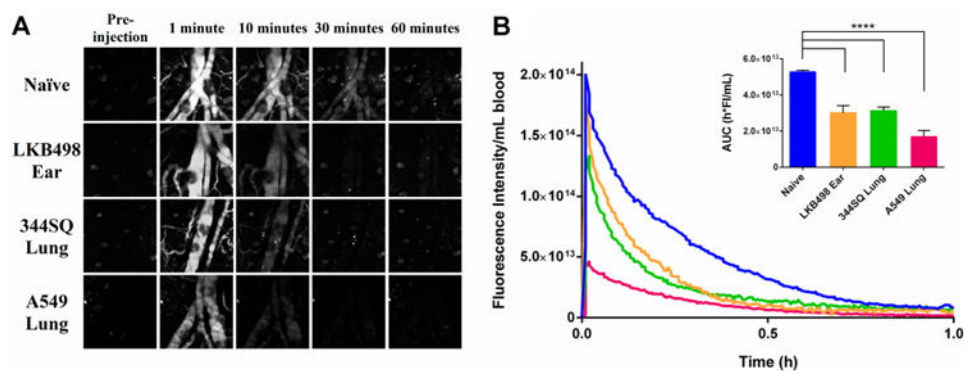 A
Pre-
injection
1 minute
10 minutes
30 minutes
60 minutes
Naïve
LKB498
Ear
344SQ
Lung
A549
Lung
B
Fluorescence Intensity/mL blood
2.0×10¹⁴
1.5×10¹⁴
1.0×10¹⁴
5.0×10¹³
0.0
0.0
0.5
1.0
Time (h)
****
AUC (h*FI/mL)
6.0×10¹³
4.0×10¹³
2.0×10¹³
0.0
Naive
LKB498 Ear
344SQ Lung
A549 Lung